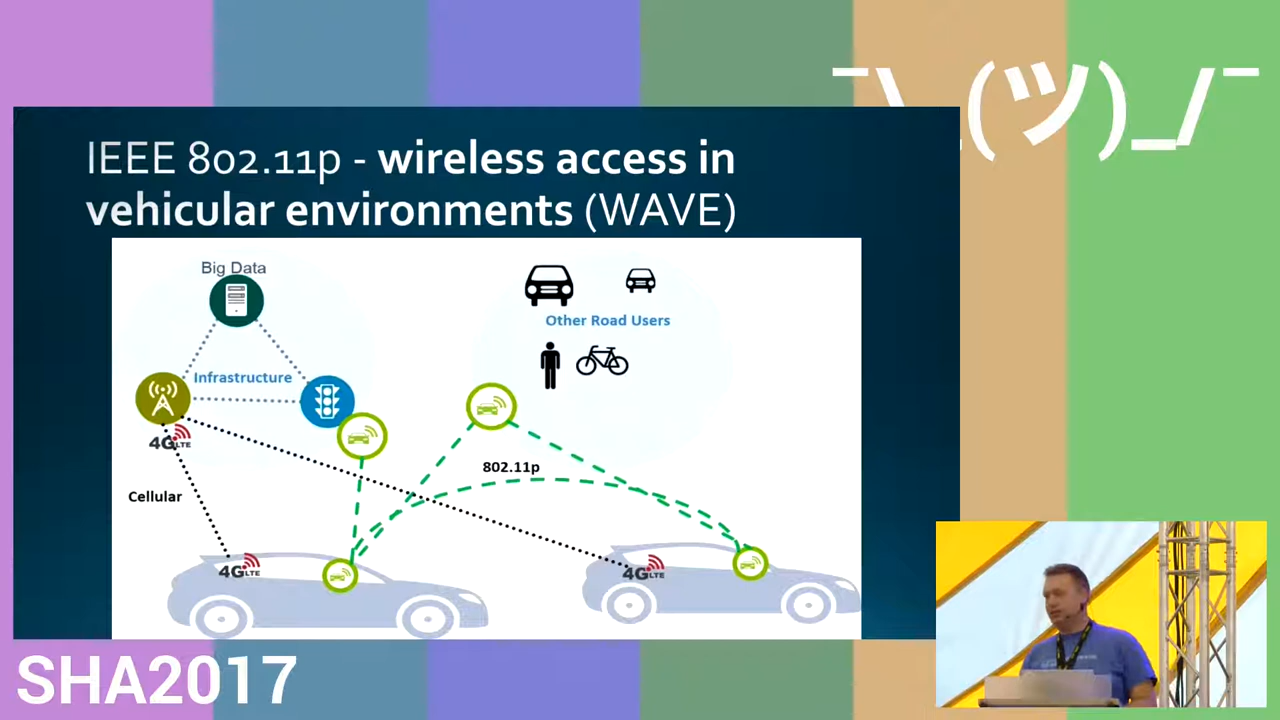 ¯\_(ツ)_/¯
IEEE 802.11p - wireless access in
vehicular environments (WAVE)
Big Data
Other Road Users
Infrastructure
4G LTE
802.11p
Cellular
4G LTE
4G LTE
SHA2017